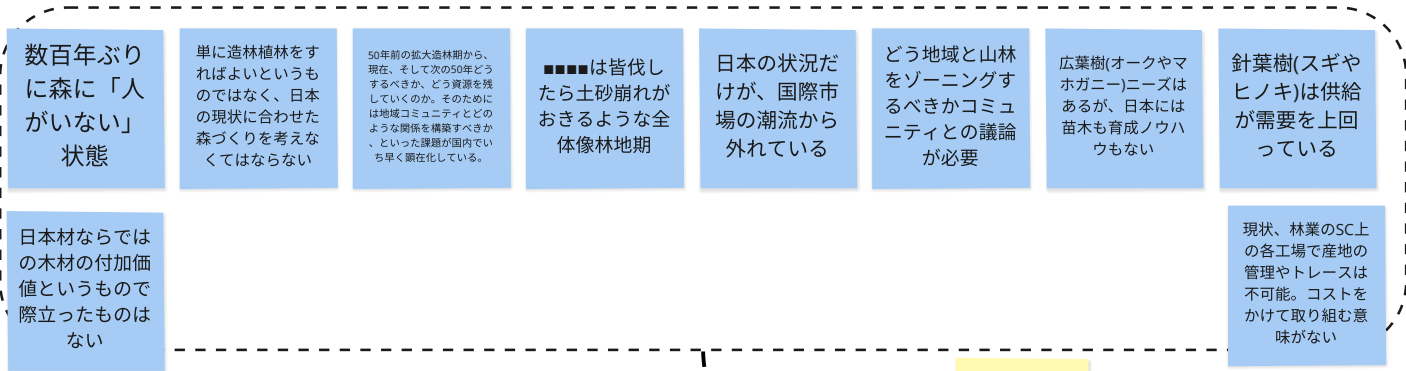 数百年ぶり
に森に「人
がいない」
状態
単に造林植林をす
ればよいというも
のではなく、日本
の現状に合わせた
森づくりを考えな
くてはならない
50年前の拡大造林期から、
現在、そして次の50年どう
するべきか、どう資源を残
していくのか。そのために
は地域コミュニティとどの
ような関係を構築すべきか
、といった課題が国内でい
ち早く顕在化している。
■■■■は皆伐し
たら土砂崩れが
おきるような全
体像林地期
日本の状況だ
けが、国際市
場の潮流から
外れている
どう地域と山林
をゾーニングす
るべきかコミュ
ニティとの議論
が必要
広葉樹(オークやマ
ホガニー)ニーズは
あるが、日本には
苗木も育成ノウハ
ウもない
針葉樹(スギや
ヒノキ)は供給
が需要を上回
っている
日本材ならでは
の木材の付加価
値というもので
際立ったものは
ない
現状、林業のSC上
の各工場で産地の
管理やトレースは
不可能。コストを
かけて取り組む意
味がない